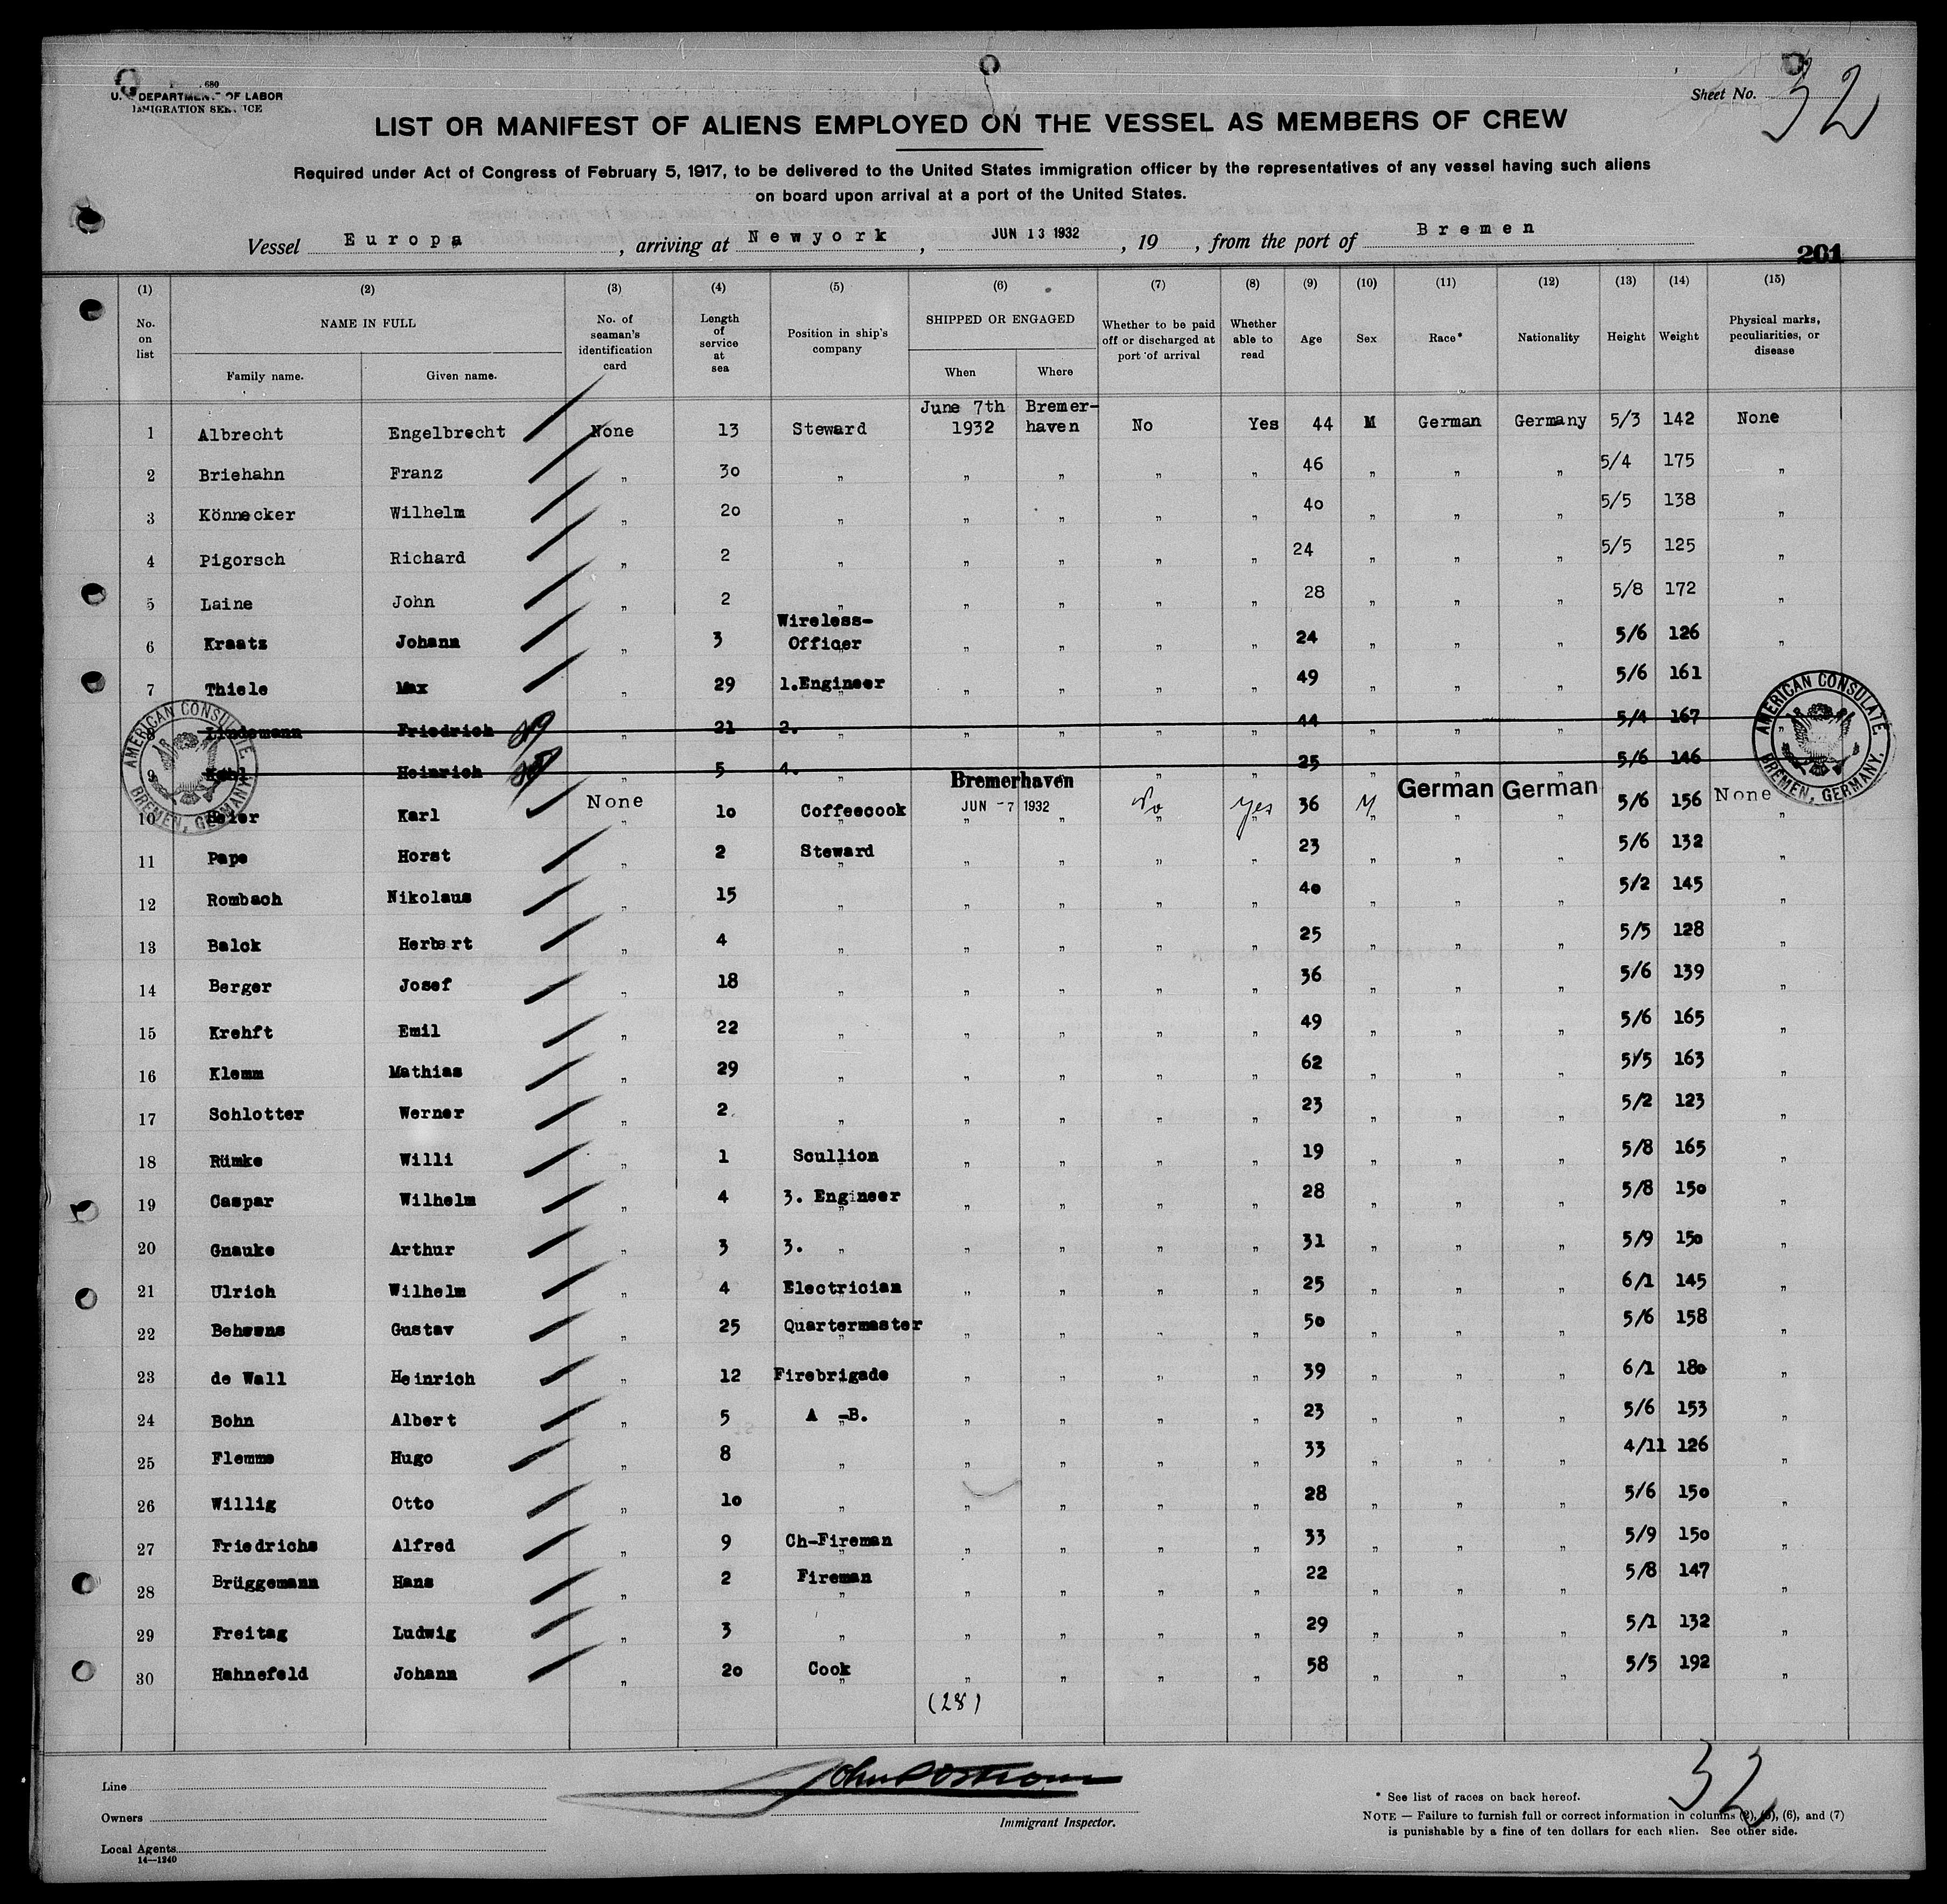 680
U. S. DEPARTMENT OF LABOR
IMMIGRATION SERVICE
Sheet No. 32
LIST OR MANIFEST OF ALIENS EMPLOYED ON THE VESSEL AS MEMBERS OF CREW
Required under Act of Congress of February 5, 1917, to be delivered to the United States immigration officer by the representatives of any vessel having such aliens
on board upon arrival at a port of the United States.
Vessel Europa, arriving at Newyork, JUN 13 1932, 19 , from the port of Bremen
201
(1) (2) (3) (4) (5) (6) (7) (8) (9) (10) (11) (12) (13) (14) (15)
No. on list NAME IN FULL Family name. Given name. No. of seaman's identification card Length of service at sea Position in ship's company SHIPPED OR ENGAGED When Where Whether to be paid off or discharged at port of arrival Whether able to read Age Sex Race* Nationality Height Weight Physical marks, peculiarities, or disease
1 Albrecht Engelbrecht None 13 Steward June 7th 1932 Bremer-haven No Yes 44 M German Germany 5/3 142 None
2 Briehahn Franz " 30 " " " " " 46 " " " 5/4 175 "
3 Könnecker Wilhelm " 20 " " " " " 40 " " " 5/5 138 "
4 Pigorsch Richard " 2 " " " " " 24 " " " 5/5 125 "
5 Laine John " 2 " " " " " 28 " " " 5/8 172 "
6 Kraatz Johann " 3 Wireless-Officer " " " " 24 " " " 5/6 126 "
7 Thiele Max " 29 1.Engineer " " " " 49 " " " 5/6 161 "
8 Lindemann Friedrich " 21 2. " " " " " 44 " " " 5/4 167 "
9 Heinrich " 5 4. " " " " " 25 " " " 5/6 146 "
10 Karl None 10 Coffeecook Bremerhaven JUN -7 1932 No yes 36 M German German 5/6 156 None
11 Pape Horst " 2 Steward " " " " 23 " " " 5/6 132 "
12 Rombach Nikolaus " 15 " " " " " 40 " " " 5/2 145 "
13 Balck Herbert " 4 " " " " " 25 " " " 5/5 128 "
14 Berger Josef " 18 " " " " " 36 " " " 5/6 139 "
15 Krehft Emil " 22 " " " " " 49 " " " 5/6 165 "
16 Klemm Mathias " 29 " " " " " 62 " " " 5/5 163 "
17 Schlotter Werner " 2 " " " " " 23 " " " 5/2 123 "
18 Rümke Willi " 1 Scullion " " " " 19 " " " 5/8 165 "
19 Caspar Wilhelm " 4 3. Engineer " " " " 28 " " " 5/8 150 "
20 Gnauke Arthur " 3 3. " " " " " 31 " " " 5/9 150 "
21 Ulrich Wilhelm " 4 Electrician " " " " 25 " " " 6/1 145 "
22 Gustav " 25 Quartermaster " " " " 50 " " " 5/6 158 "
23 de Wall Heinrich " 12 Firebrigade " " " " 39 " " " 6/1 180 "
24 Bohn Albert " 5 A -B. " " " " 23 " " " 5/6 153 "
25 Flemme Hugo " 8 " " " " " 33 " " " 4/11 126 "
26 Willig Otto " 10 " " " " " 28 " " " 5/6 150 "
27 Friedrichs Alfred " 9 Ch-Fireman " " " " 33 " " " 5/9 150 "
28 Brüggemann Hans " 2 Fireman " " " " 22 " " " 5/8 147 "
29 Freitag Ludwig " 3 " " " " " 29 " " " 5/1 132 "
30 Hahnefeld Johann " 20 Cook " " " " 58 " " " 5/5 192 "
AMERICAN CONSULATE, BREMEN, GERMANY.
AMERICAN CONSULATE, BREMEN, GERMANY.
(28)
Line
Owners
Local Agents
14—1240
Immigrant Inspector.
32
* See list of races on back hereof.
NOTE — Failure to furnish full or correct information in columns (2), (5), (6), and (7)
is punishable by a fine of ten dollars for each alien. See other side.